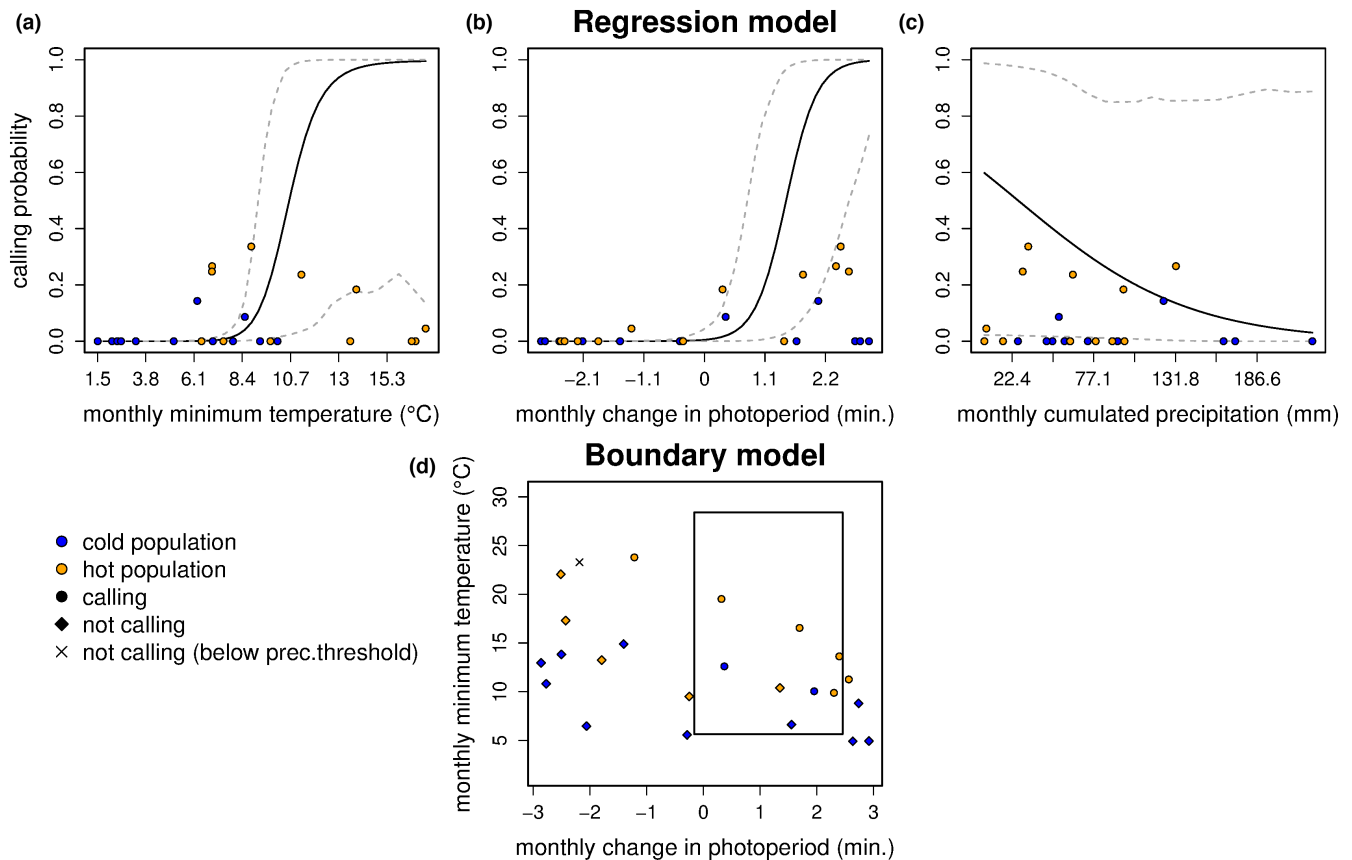 Regression model
(a)
(b)
(c)
calling probability
0.0 0.2 0.4 0.6 0.8 1.0
1.5 3.8 6.1 8.4 10.7 13 15.3
monthly minimum temperature (°C)
0.0 0.2 0.4 0.6 0.8 1.0
−2.1 −1.1 0 1.1 2.2
monthly change in photoperiod (min.)
0.0 0.2 0.4 0.6 0.8 1.0
22.4 77.1 131.8 186.6
monthly cumulated precipitation (mm)
Boundary model
(d)
monthly minimum temperature (°C)
5 10 15 20 25 30
−3 −2 −1 0 1 2 3
monthly change in photoperiod (min.)
cold population
hot population
calling
not calling
not calling (below prec.threshold)